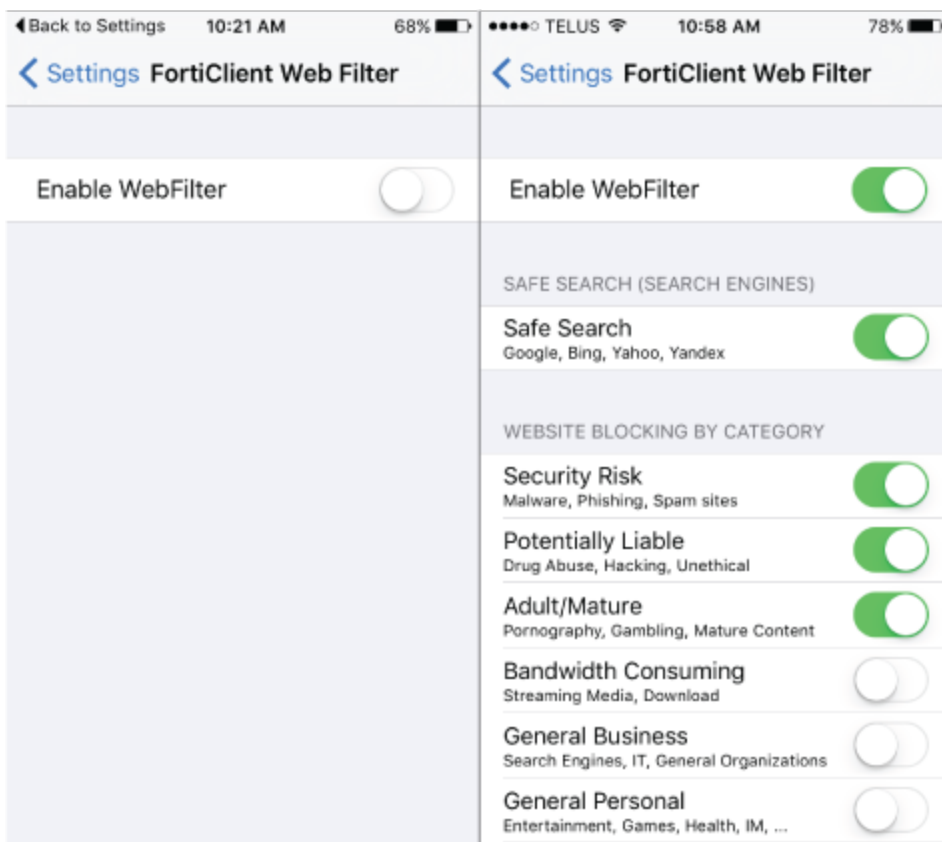 Back to Settings 10:21 AM 68%
Settings FortiClient Web Filter
Enable WebFilter
TELUS 10:58 AM 78%
Settings FortiClient Web Filter
Enable WebFilter
SAFE SEARCH (SEARCH ENGINES)
Safe Search
Google, Bing, Yahoo, Yandex
WEBSITE BLOCKING BY CATEGORY
Security Risk
Malware, Phishing, Spam sites
Potentially Liable
Drug Abuse, Hacking, Unethical
Adult/Mature
Pornography, Gambling, Mature Content
Bandwidth Consuming
Streaming Media, Download
General Business
Search Engines, IT, General Organizations
General Personal
Entertainment, Games, Health, IM, ...